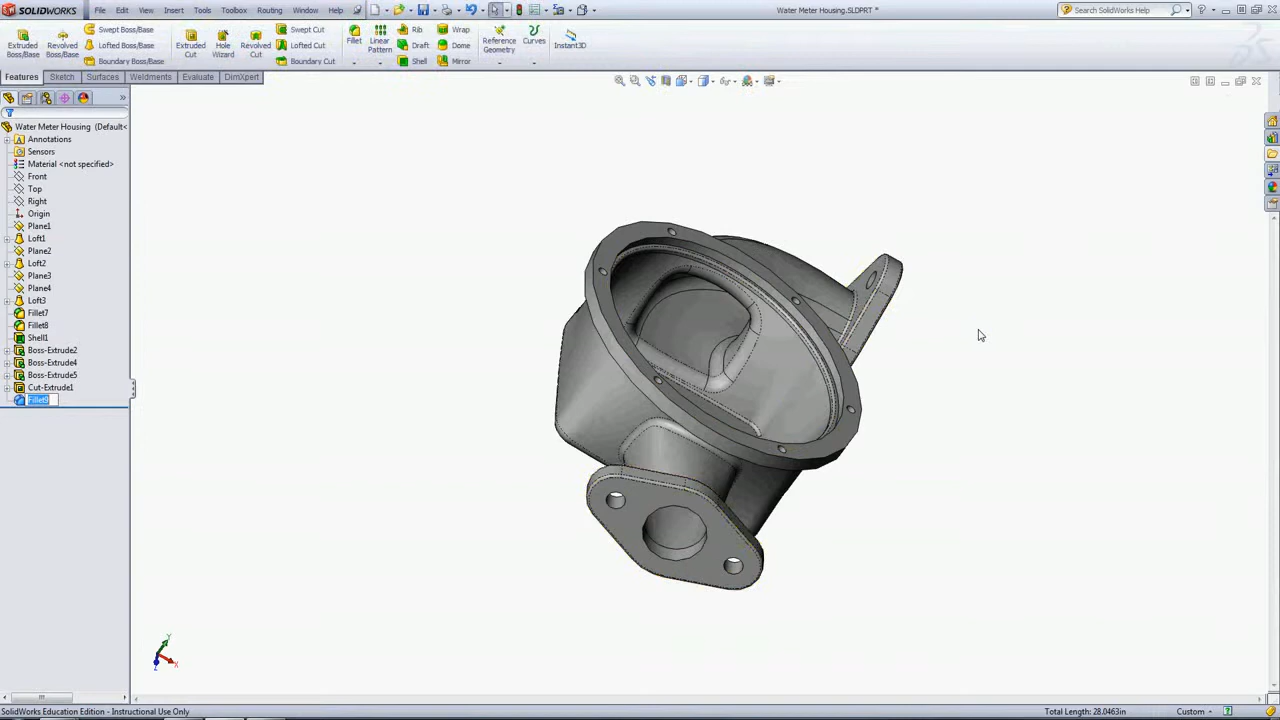 SOLIDWORKS File Edit View Insert Tools Toolbox Routing Window Help Water Meter Housing.SLDPRT * Search SolidWorks Help
Extruded Boss/Base
Revolved Boss/Base
Swept Boss/Base
Lofted Boss/Base
Boundary Boss/Base
Extruded Cut
Hole Wizard
Revolved Cut
Swept Cut
Lofted Cut
Boundary Cut
Fillet
Linear Pattern
Rib
Draft
Shell
Wrap
Dome
Mirror
Reference Geometry
Curves
Instant3D
Features Sketch Surfaces Weldments Evaluate DimXpert
Water Meter Housing (Default<
Annotations
Sensors
Material <not specified>
Front
Top
Right
Origin
Plane1
Loft1
Plane2
Loft2
Plane3
Plane4
Loft3
Fillet7
Fillet8
Shell1
Boss-Extrude2
Boss-Extrude4
Boss-Extrude5
Cut-Extrude1
Fillet9
Y
X
Z
SolidWorks Education Edition - Instructional Use Only Total Length: 28.0463in Custom